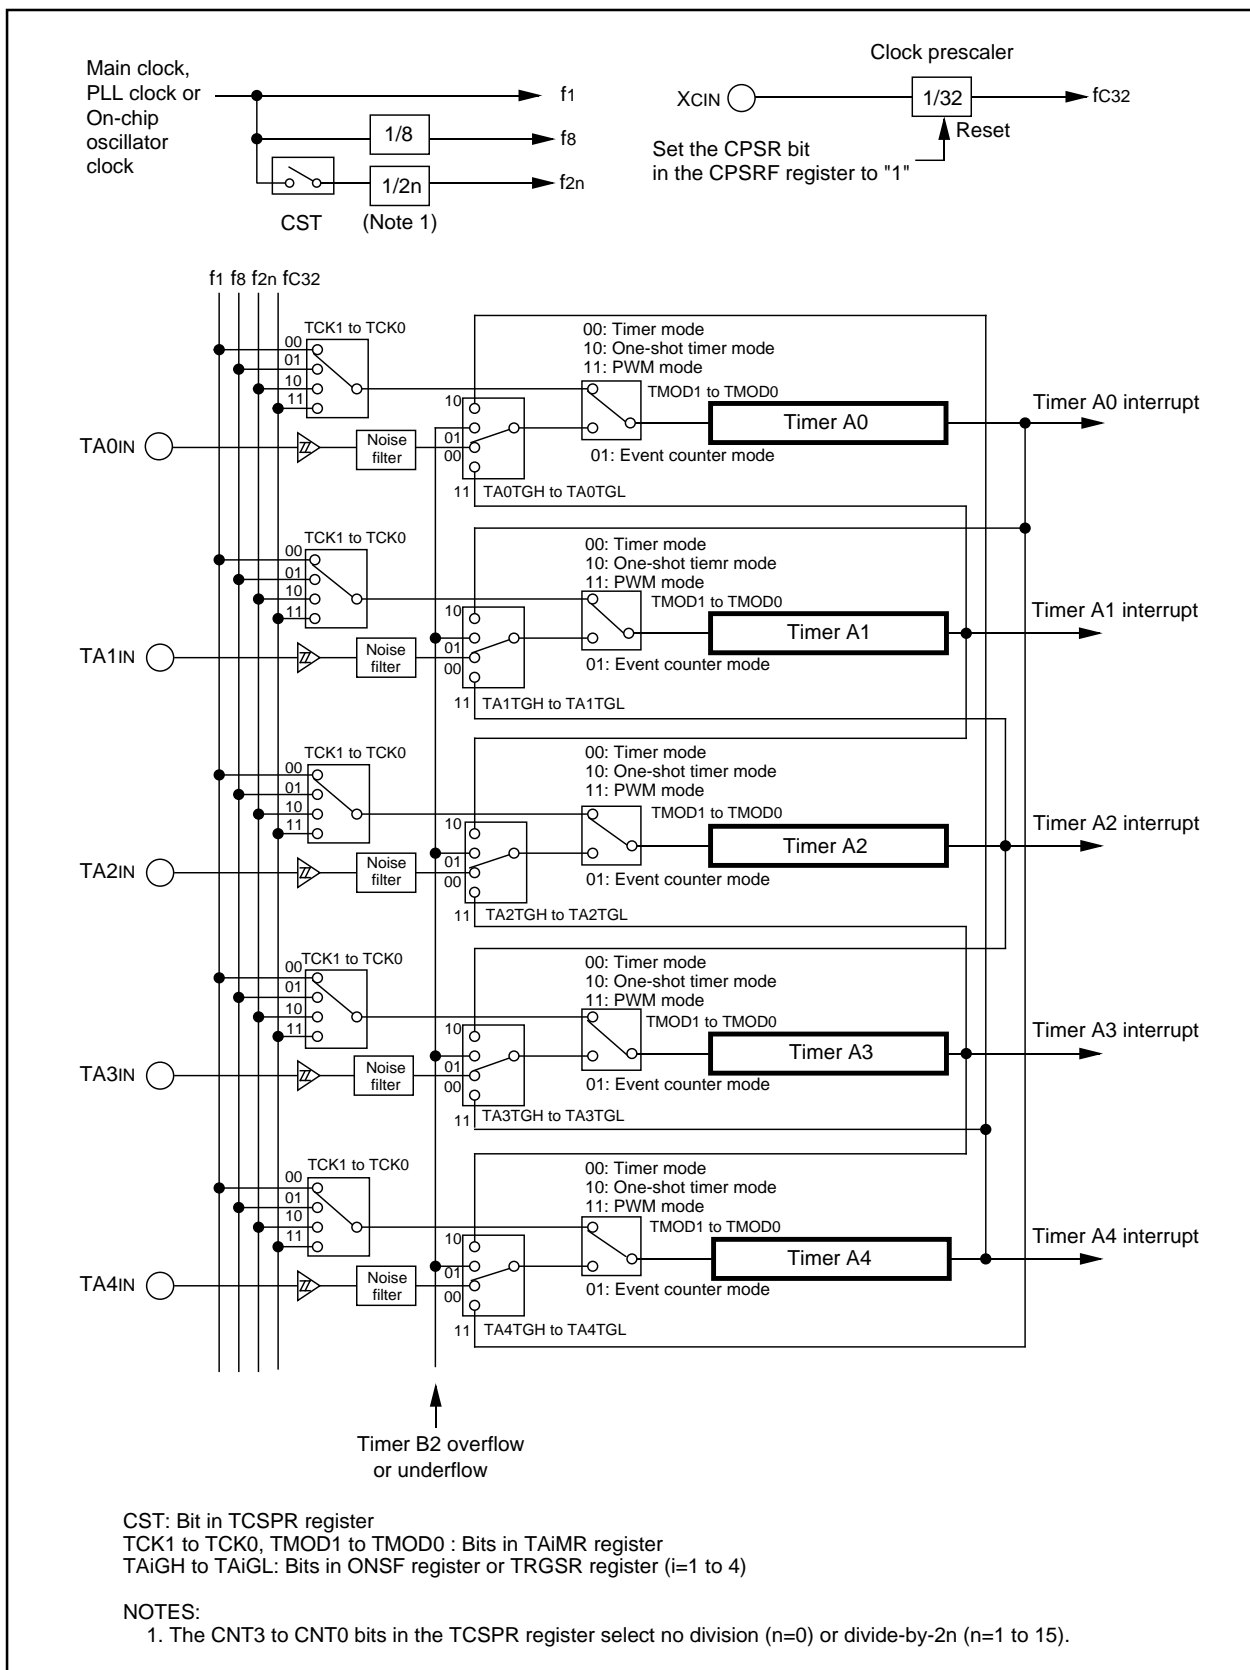 Main clock,
PLL clock or
On-chip
oscillator
clock
f1
1/8
f8
1/2n
f2n
CST
(Note 1)
Clock prescaler
XCIN
1/32
fC32
Reset
Set the CPSR bit
in the CPSRF register to "1"
f1 f8 f2n fC32
TCK1 to TCK0
00
01
10
11
00: Timer mode
10: One-shot timer mode
11: PWM mode
TMOD1 to TMOD0
10
01
00
11
TA0IN
Noise
filter
Timer A0
Timer A0 interrupt
01: Event counter mode
TA0TGH to TA0TGL
TCK1 to TCK0
00
01
10
11
00: Timer mode
10: One-shot tiemr mode
11: PWM mode
TMOD1 to TMOD0
10
01
00
11
TA1IN
Noise
filter
Timer A1
Timer A1 interrupt
01: Event counter mode
TA1TGH to TA1TGL
TCK1 to TCK0
00
01
10
11
00: Timer mode
10: One-shot timer mode
11: PWM mode
TMOD1 to TMOD0
10
01
00
11
TA2IN
Noise
filter
Timer A2
Timer A2 interrupt
01: Event counter mode
TA2TGH to TA2TGL
TCK1 to TCK0
00
01
10
11
00: Timer mode
10: One-shot timer mode
11: PWM mode
TMOD1 to TMOD0
10
01
00
11
TA3IN
Noise
filter
Timer A3
Timer A3 interrupt
01: Event counter mode
TA3TGH to TA3TGL
TCK1 to TCK0
00
01
10
11
00: Timer mode
10: One-shot timer mode
11: PWM mode
TMOD1 to TMOD0
10
01
00
11
TA4IN
Noise
filter
Timer A4
Timer A4 interrupt
01: Event counter mode
TA4TGH to TA4TGL
Timer B2 overflow
or underflow
CST: Bit in TCSPR register
TCK1 to TCK0, TMOD1 to TMOD0 : Bits in TAiMR register
TAiGH to TAiGL: Bits in ONSF register or TRGSR register (i=1 to 4)
NOTES:
1. The CNT3 to CNT0 bits in the TCSPR register select no division (n=0) or divide-by-2n (n=1 to 15).